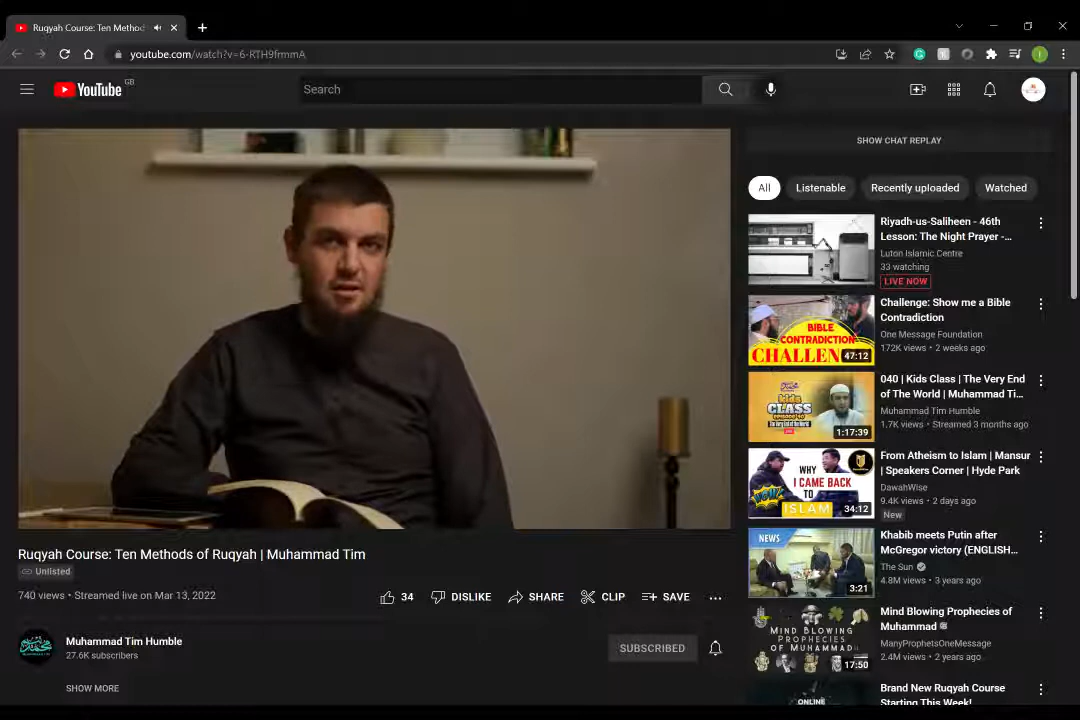 Ruqyah Course: Ten Method
youtube.com/watch?v=6-RTH9frmmA
YouTube GB
Search
SHOW CHAT REPLAY
All
Listenable
Recently uploaded
Watched
Riyadh-us-Saliheen - 46th
Lesson: The Night Prayer -...
Luton Islamic Centre
33 watching
LIVE NOW
BIBLE
CONTRADICTION
CHALLEN
47:12
Challenge: Show me a Bible
Contradiction
One Message Foundation
172K views • 2 weeks ago
kids
CLASS
1:17:39
040 | Kids Class | The Very End
of The World | Muhammad Ti...
Muhammad Tim Humble
1.7K views • Streamed 3 months ago
WHY
I CAME BACK
TO
ISLAM
WOW
34:12
From Atheism to Islam | Mansur
| Speakers Corner | Hyde Park
DawahWise
9.4K views • 2 days ago
New
NEWS
3:21
Khabib meets Putin after
McGregor victory (ENGLISH...
The Sun
4.8M views • 3 years ago
MIND BLOWING
PROPHECIES
OF MUHAMMAD
17:50
Mind Blowing Prophecies of
Muhammad ﷺ
ManyProphetsOneMessage
2.4M views • 2 years ago
ONLINE
Brand New Ruqyah Course
Starting This Week!
Ruqyah Course: Ten Methods of Ruqyah | Muhammad Tim
Unlisted
740 views • Streamed live on Mar 13, 2022
34
DISLIKE
SHARE
CLIP
SAVE
Muhammad Tim Humble
27.6K subscribers
SUBSCRIBED
SHOW MORE